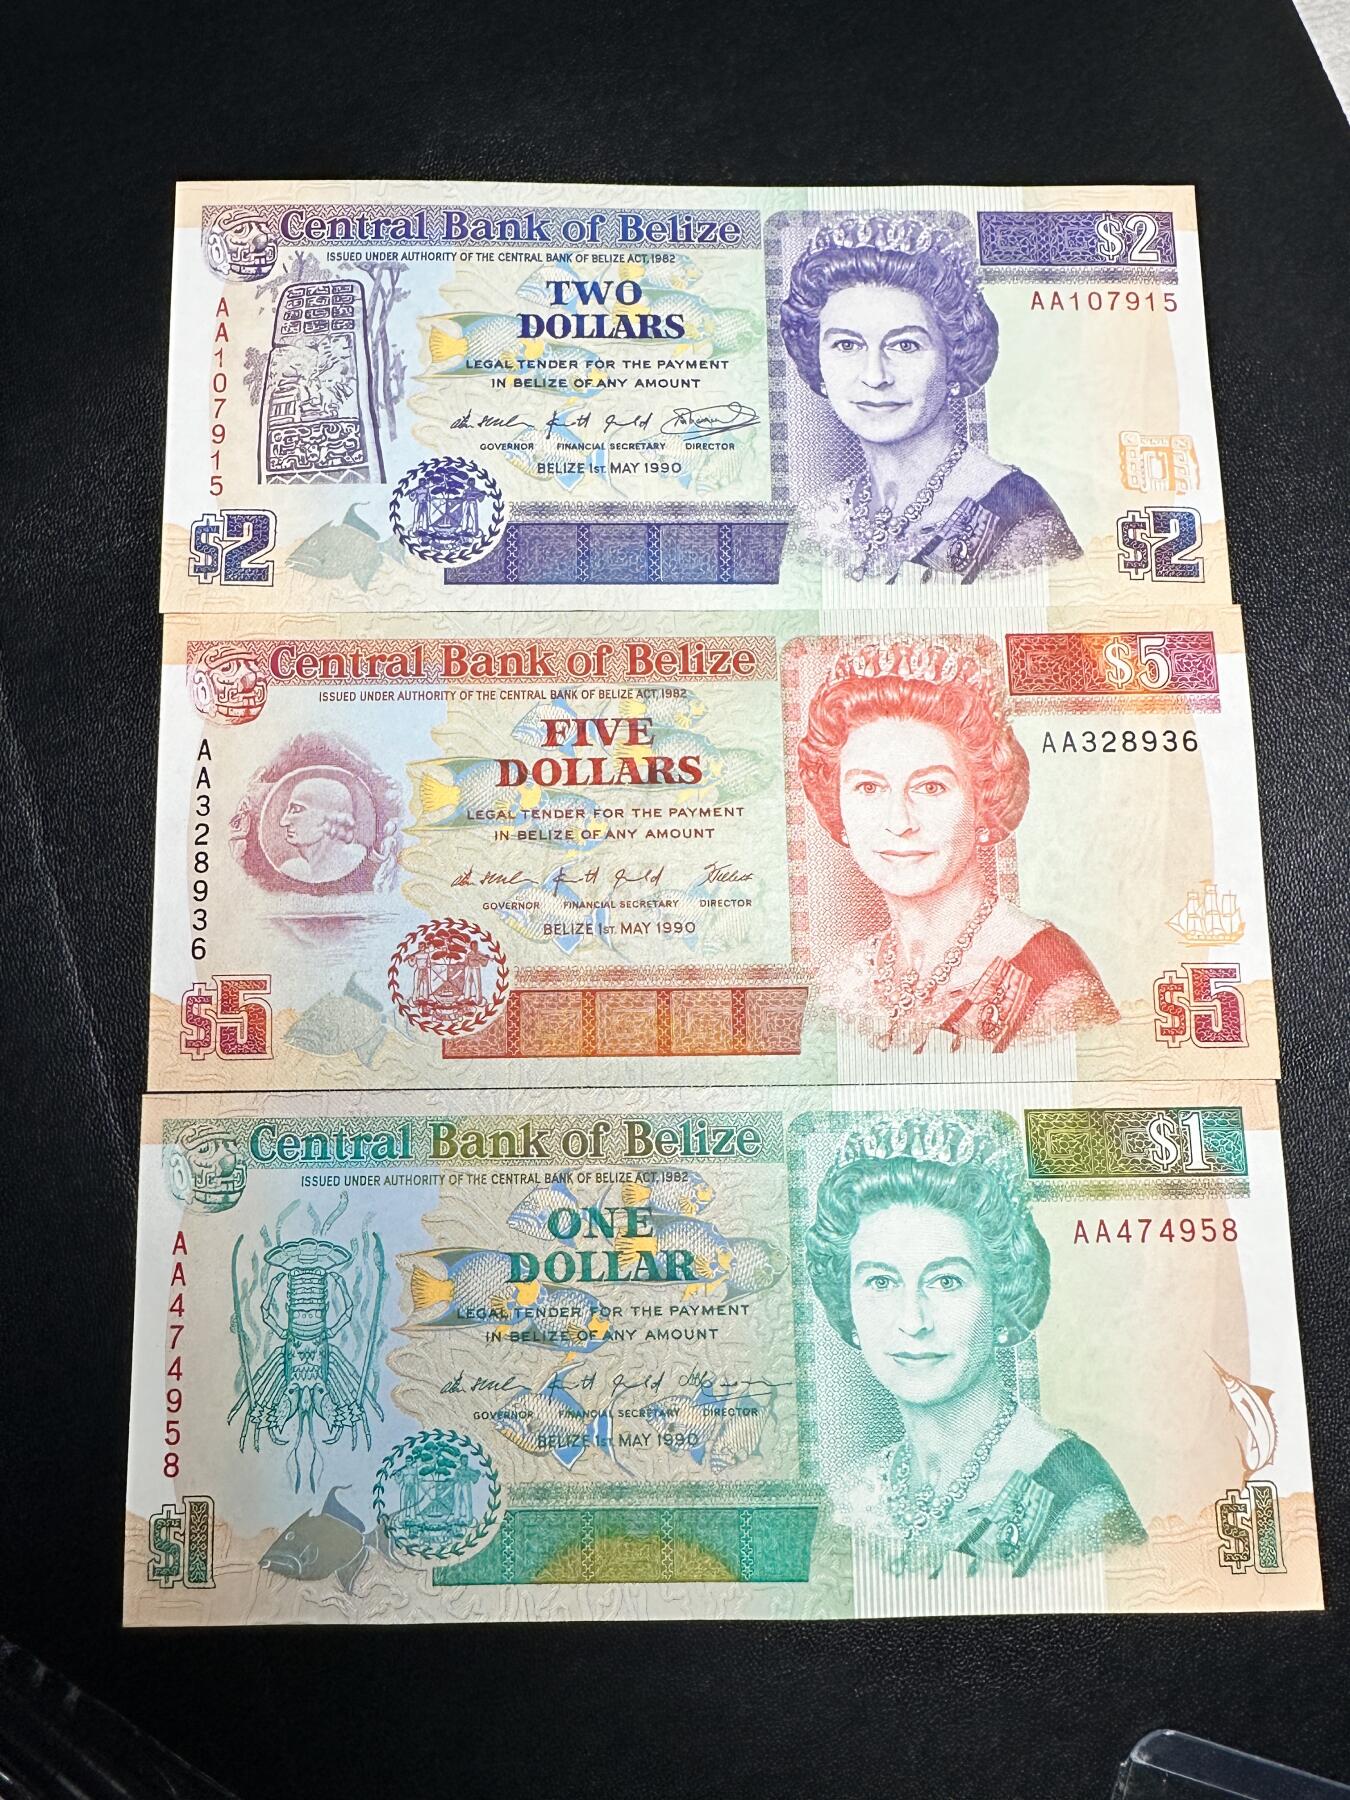 Central Bank of Belize
$2
ISSUED UNDER AUTHORITY OF THE CENTRAL BANK OF BELIZE ACT, 1982
TWO
DOLLARS
AA107915
AA107915
LEGAL TENDER FOR THE PAYMENT
IN BELIZE OF ANY AMOUNT
GOVERNOR FINANCIAL SECRETARY DIRECTOR
BELIZE 1ST. MAY 1990
$2
$2
Central Bank of Belize
$5
ISSUED UNDER AUTHORITY OF THE CENTRAL BANK OF BELIZE ACT, 1982
FIVE
DOLLARS
AA328936
AA328936
LEGAL TENDER FOR THE PAYMENT
IN BELIZE OF ANY AMOUNT
GOVERNOR FINANCIAL SECRETARY DIRECTOR
BELIZE 1ST. MAY 1990
$5
$5
Central Bank of Belize
$1
ISSUED UNDER AUTHORITY OF THE CENTRAL BANK OF BELIZE ACT, 1982
ONE
DOLLAR
AA474958
AA474958
LEGAL TENDER FOR THE PAYMENT
IN BELIZE OF ANY AMOUNT
GOVERNOR FINANCIAL SECRETARY DIRECTOR
BELIZE 1ST. MAY 1990
$1
$1